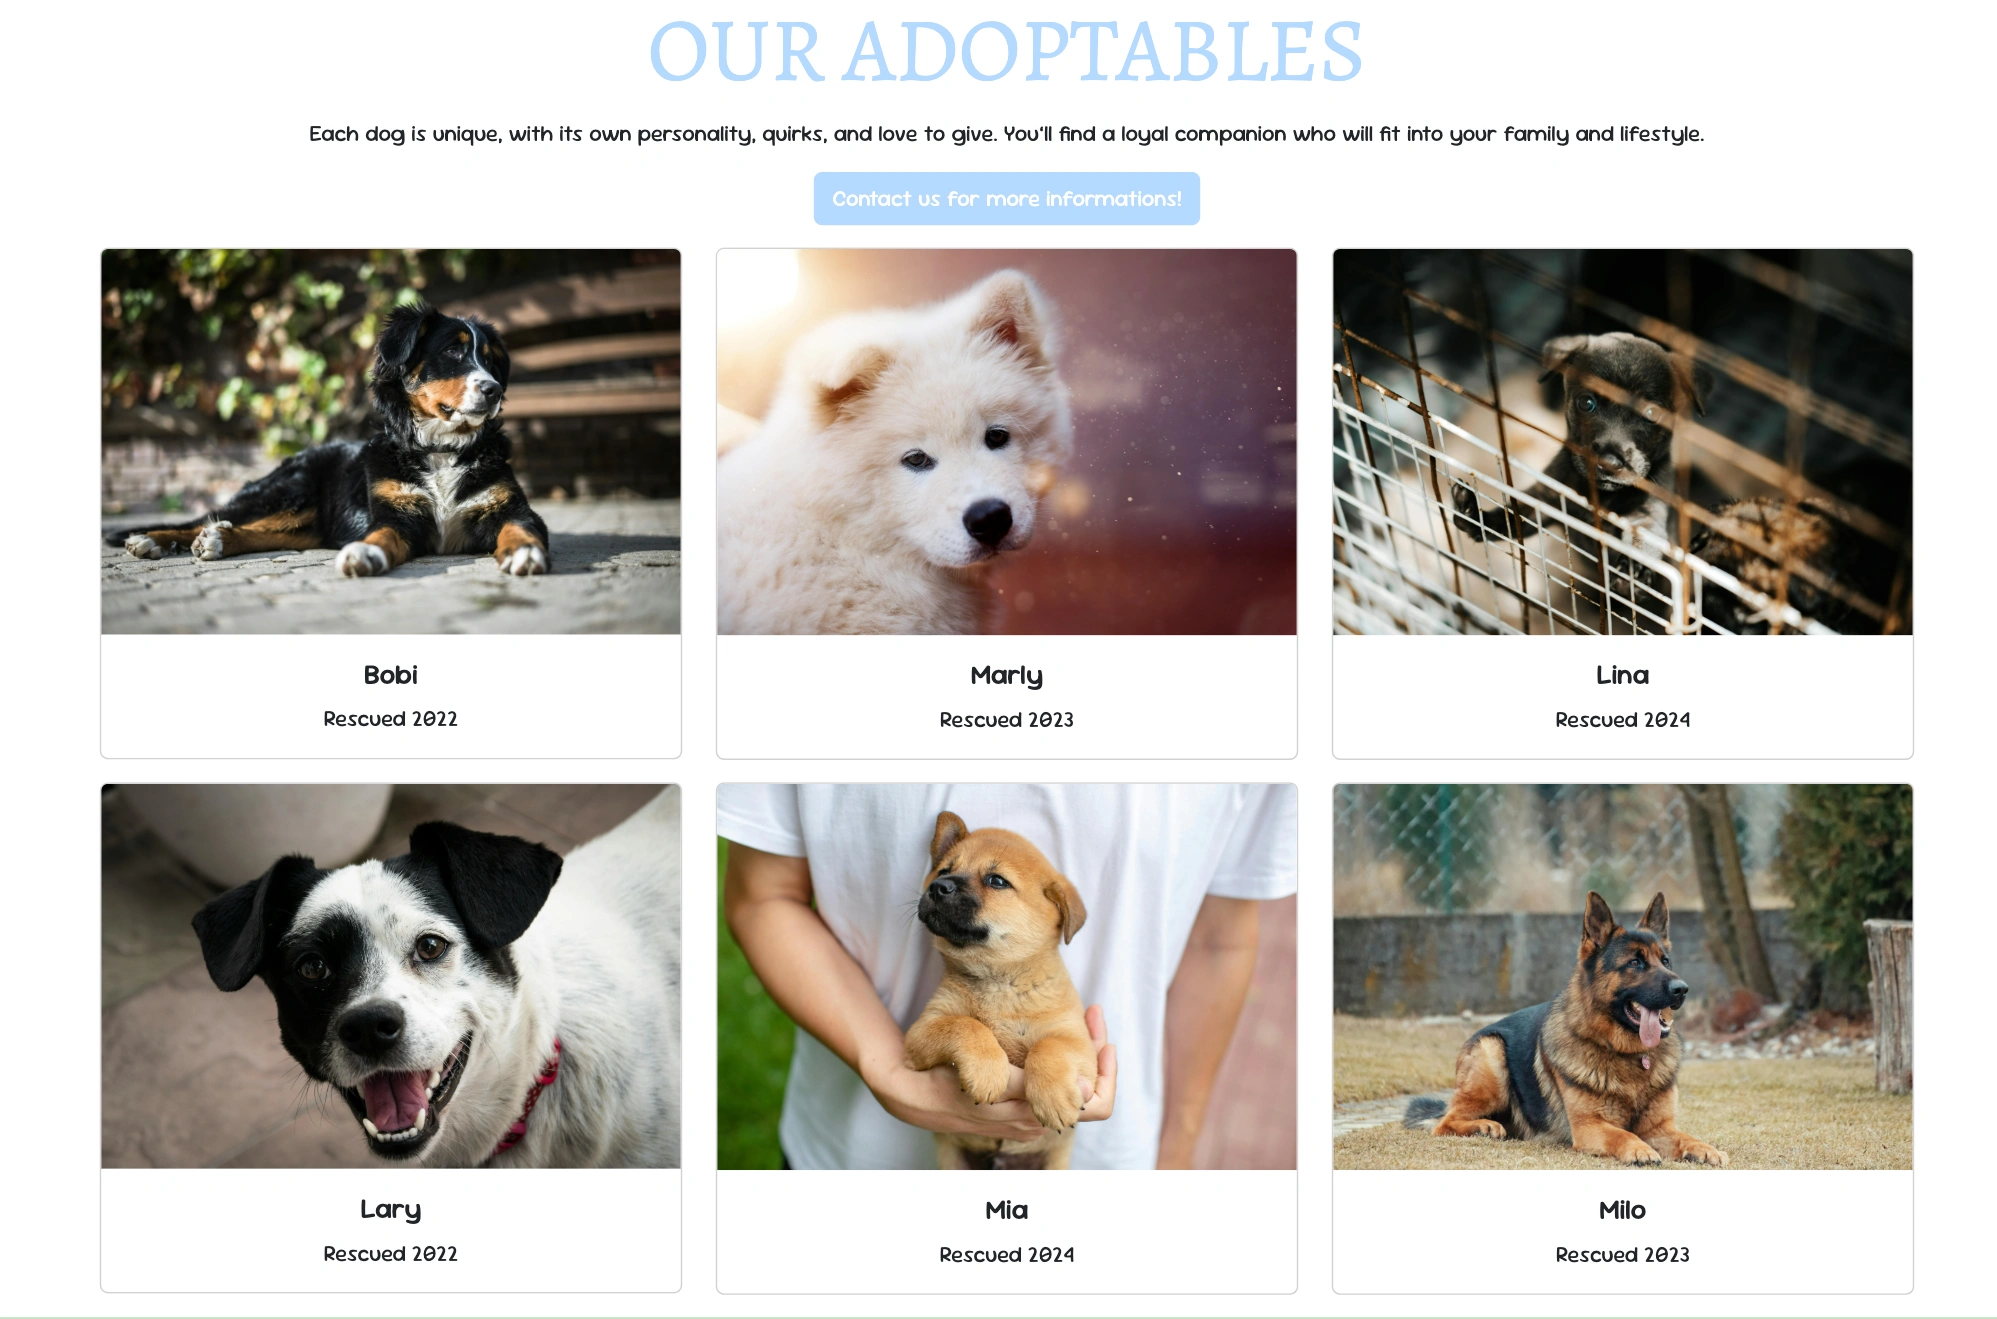 OUR ADOPTABLES
Each dog is unique, with its own personality, quirks, and love to give. You'll find a loyal companion who will fit into your family and lifestyle.
Contact us for more informations!
Bobi
Rescued 2022
Marly
Rescued 2023
Lina
Rescued 2024
Lary
Rescued 2022
Mia
Rescued 2024
Milo
Rescued 2023